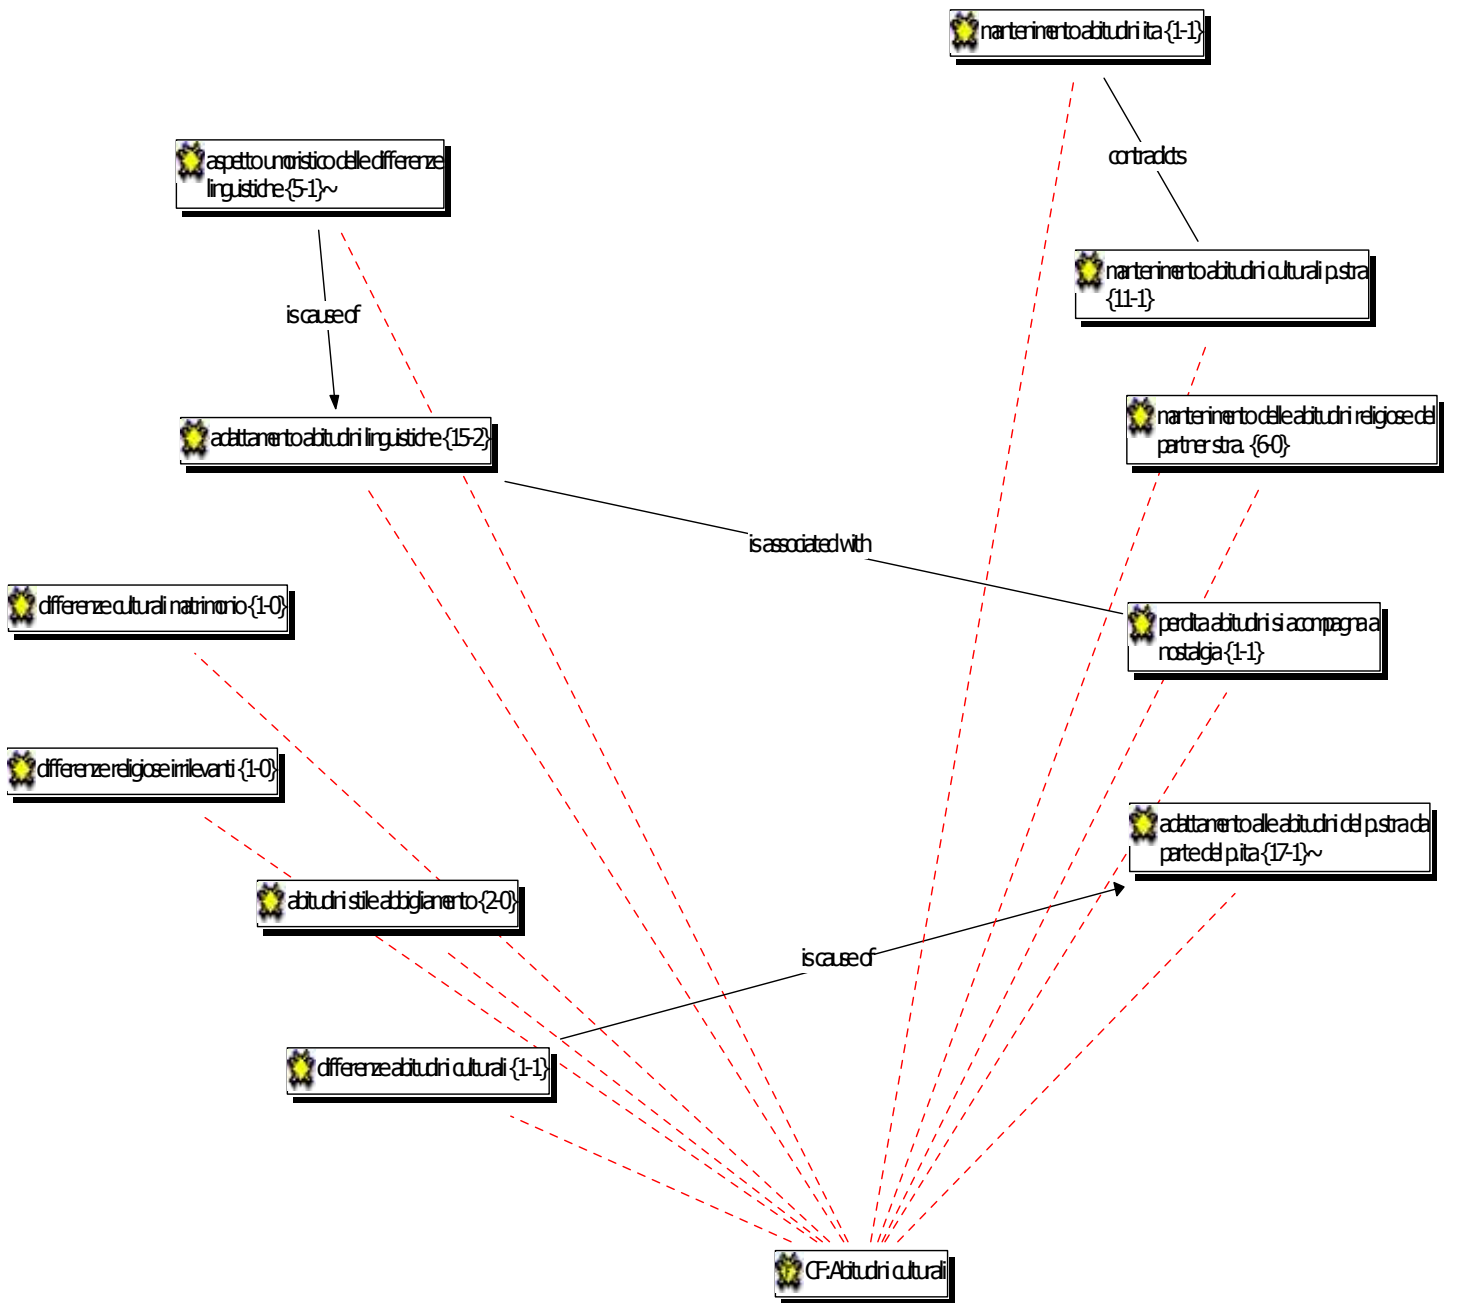 mantenimento abitudini ita {1-1}
contradicts
aspetto umoristico delle differenze
linguistiche {5-1}~
mantenimento abitudini culturali p.stra
{11-1}
is cause of
mantenimento delle abitudini religiose del
partner stra. {6-0}
adattamento abitudini linguistiche {15-2}
is associated with
differenze culturali matrimonio {1-0}
perdita abitudini si accompagna a
nostalgia {1-1}
differenze religiose irrilevanti {1-0}
adattamento alle abitudini del p.stra da
parte del p.ita {17-1}~
abitudini stile abbigliamento {2-0}
is cause of
differenze abitudini culturali {1-1}
CF:Abitudini culturali